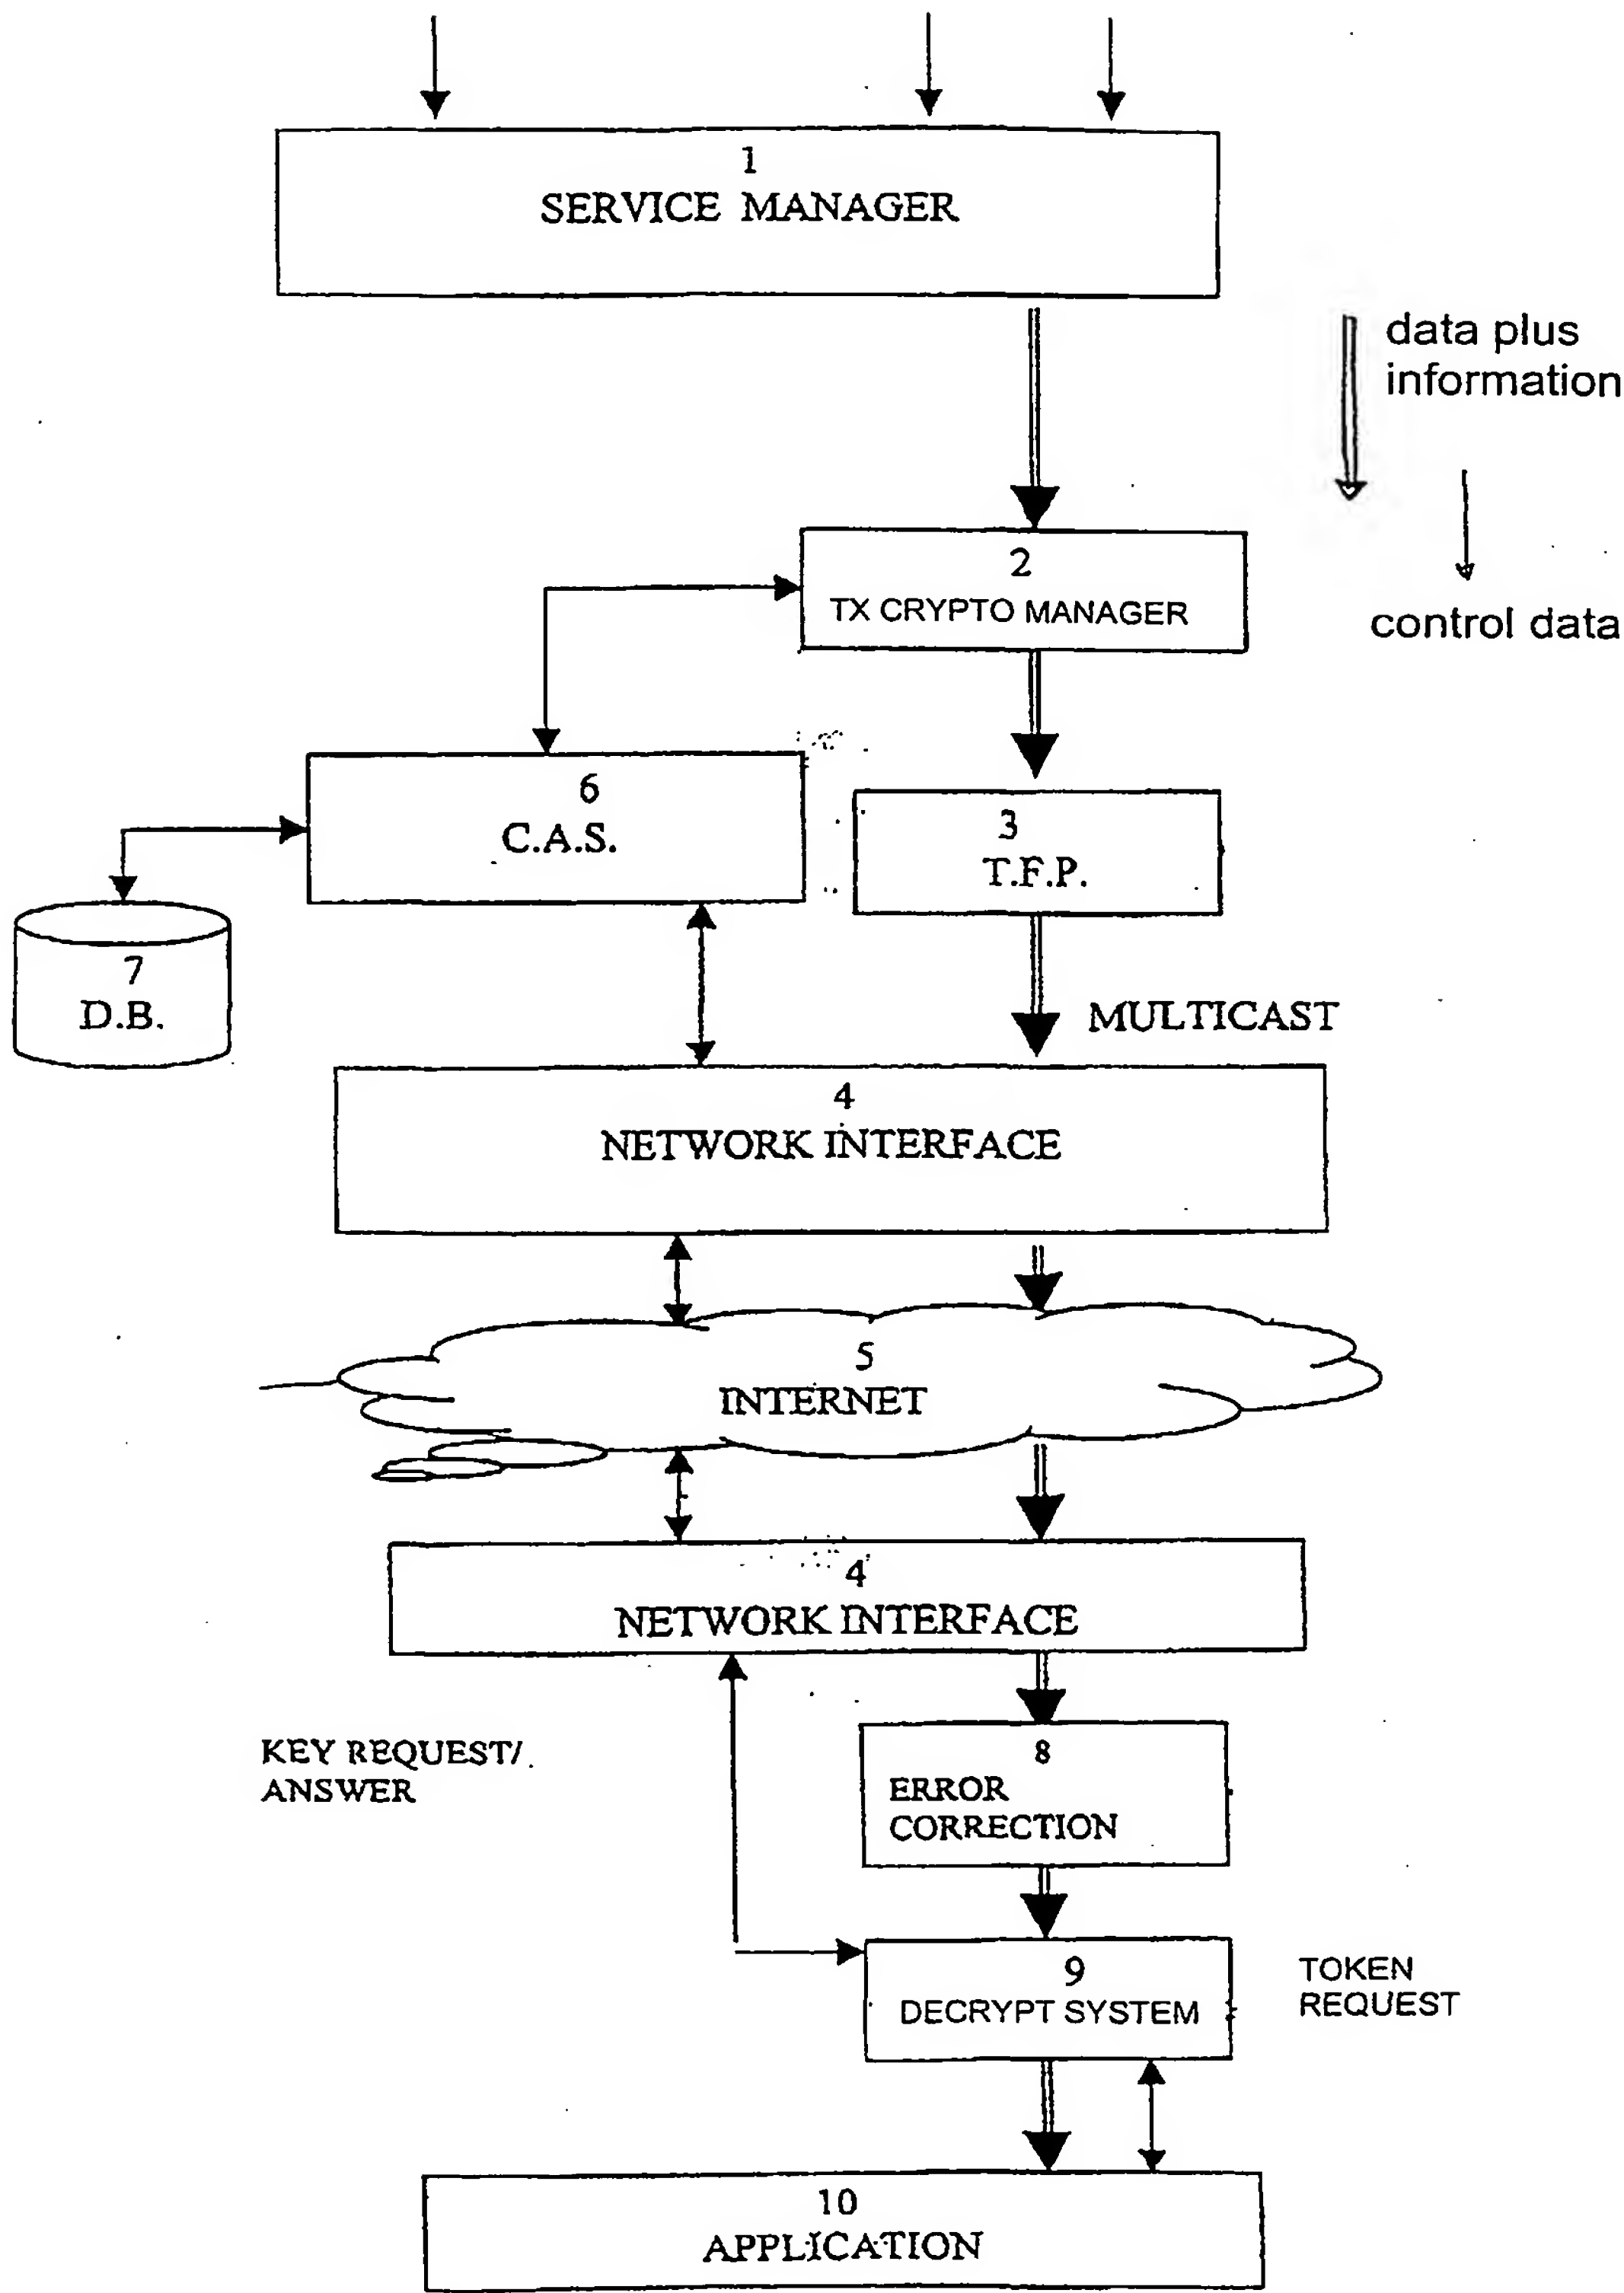 1
SERVICE MANAGER
data plus
information
2
TX CRYPTO MANAGER
control data
6
C.A.S.
3
T.F.P.
7
D.B.
MULTICAST
4
NETWORK INTERFACE
5
INTERNET
4
NETWORK INTERFACE
KEY REQUEST/
ANSWER
8
ERROR
CORRECTION
9
DECRYPT SYSTEM
TOKEN
REQUEST
10
APPLICATION